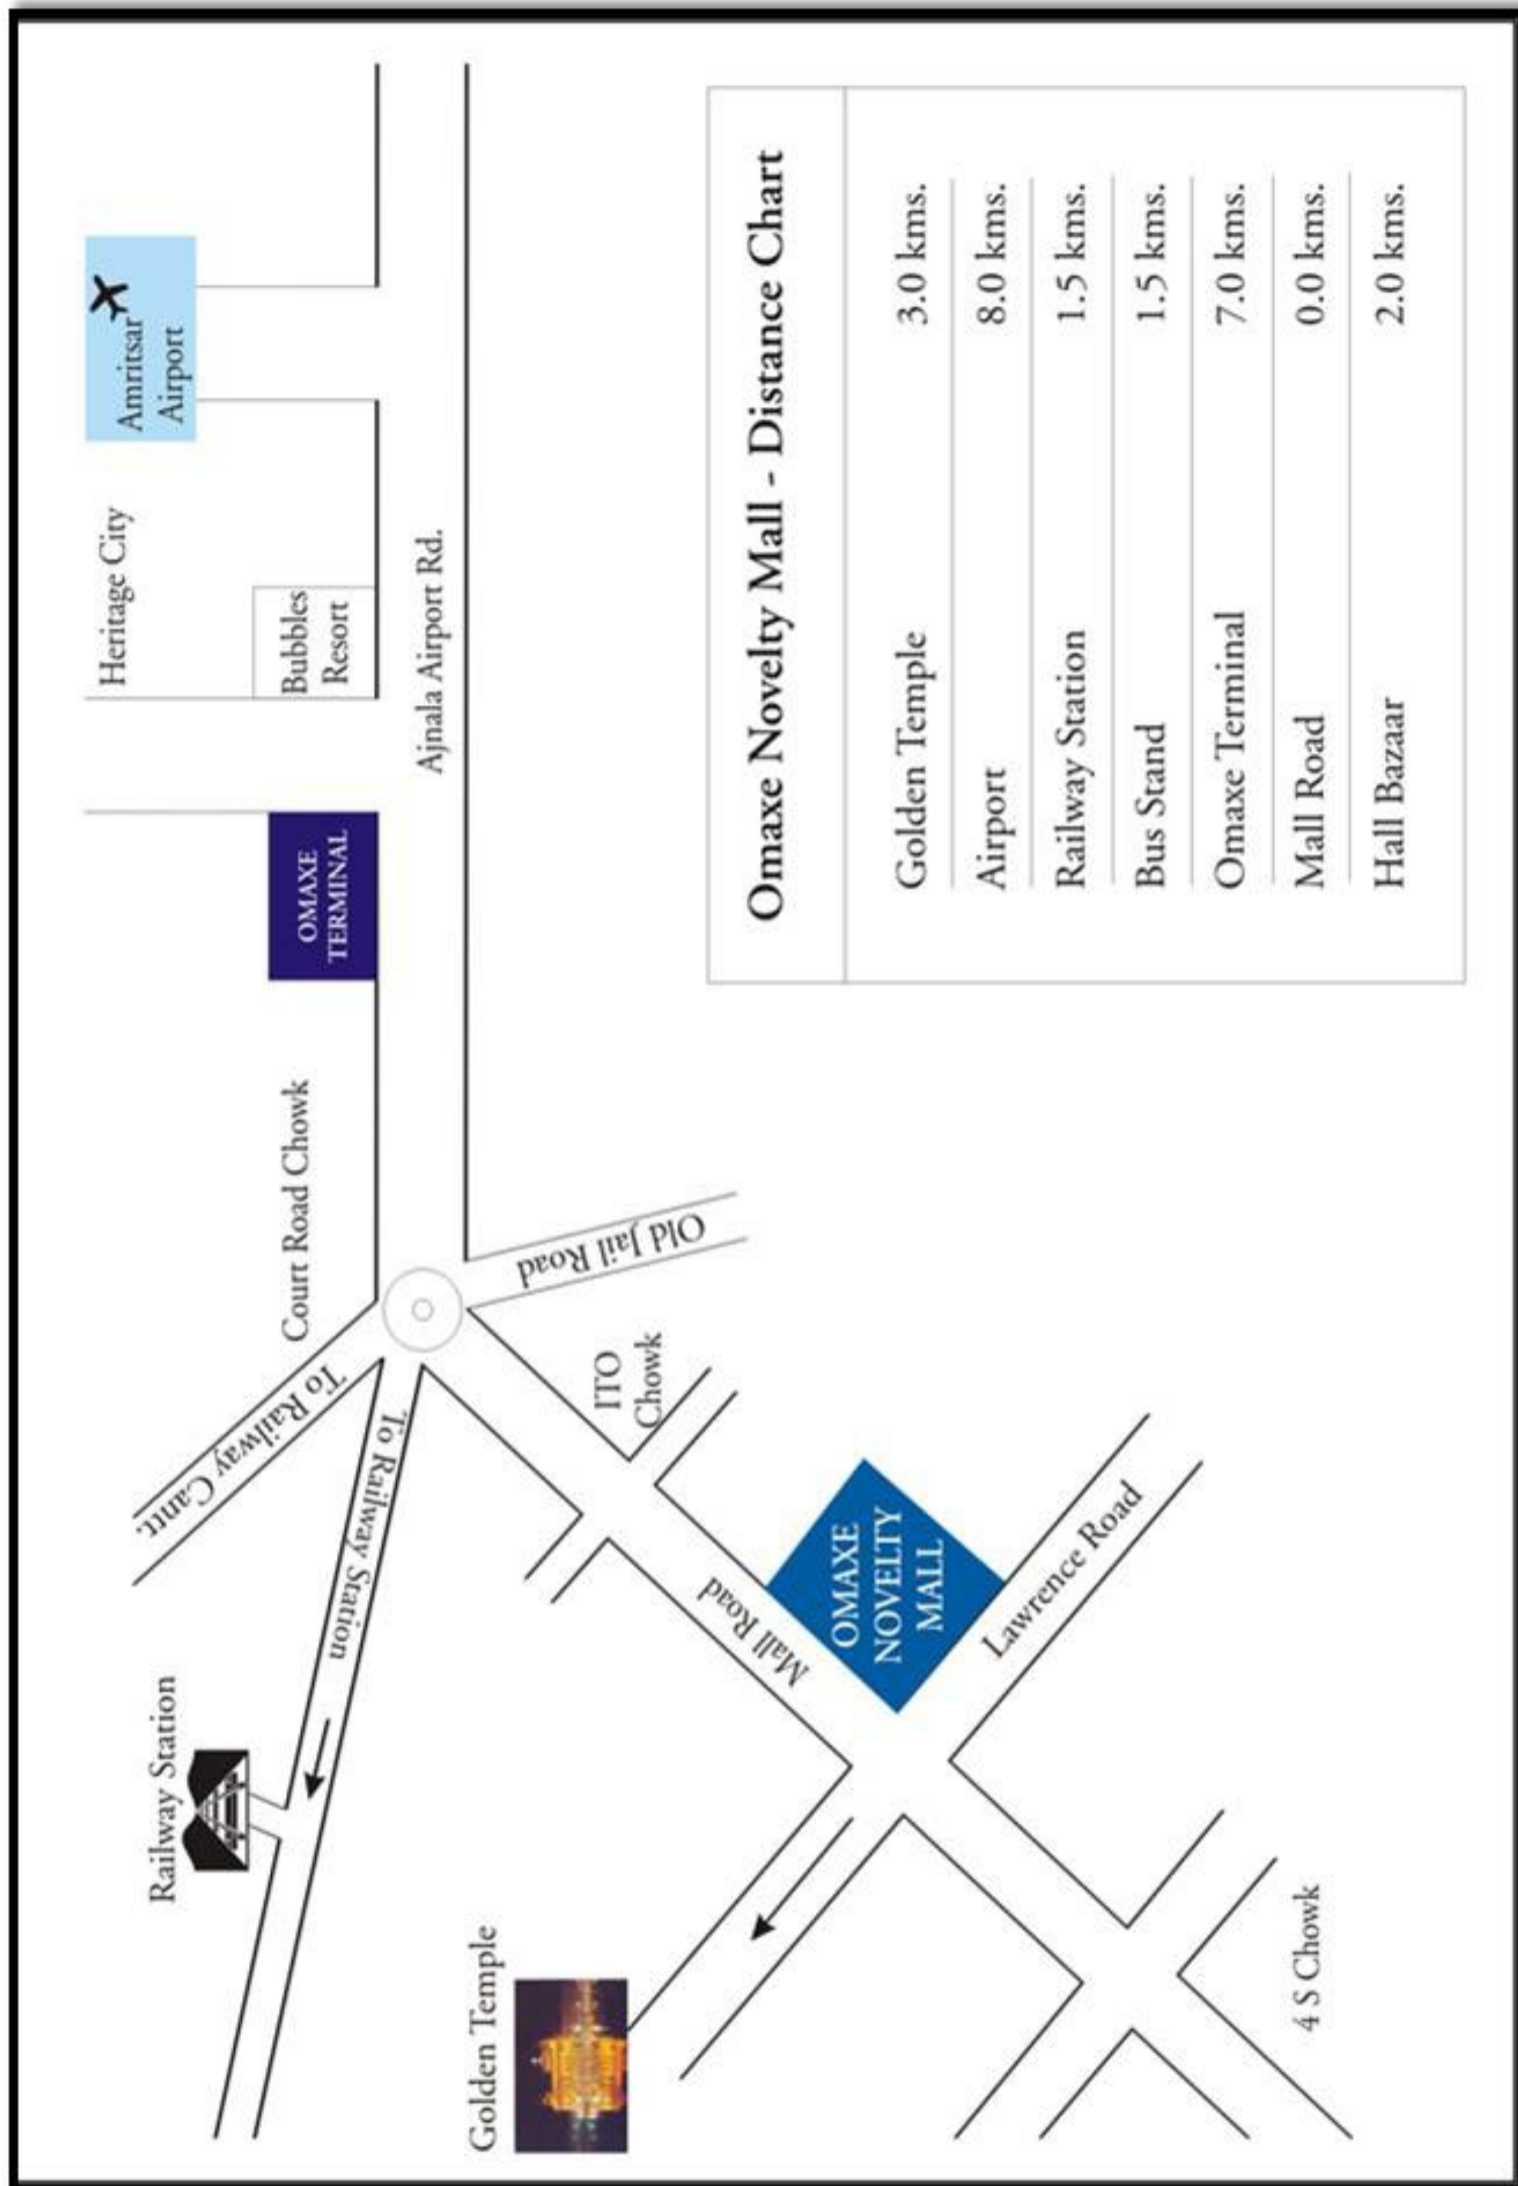 Amritsar
Airport
Heritage City
Bubbles
Resort
OMAXE
TERMINAL
Ajnala Airport Rd.
Court Road Chowk
To Railway Cantt.
To Railway Station
Railway Station
Old Jail Road
ITO
Chowk
Mall Road
OMAXE
NOVELTY
MALL
Lawrence Road
Golden Temple
4 S Chowk
Omaxe Novelty Mall - Distance Chart
Golden Temple 3.0 kms.
Airport 8.0 kms.
Railway Station 1.5 kms.
Bus Stand 1.5 kms.
Omaxe Terminal 7.0 kms.
Mall Road 0.0 kms.
Hall Bazaar 2.0 kms.